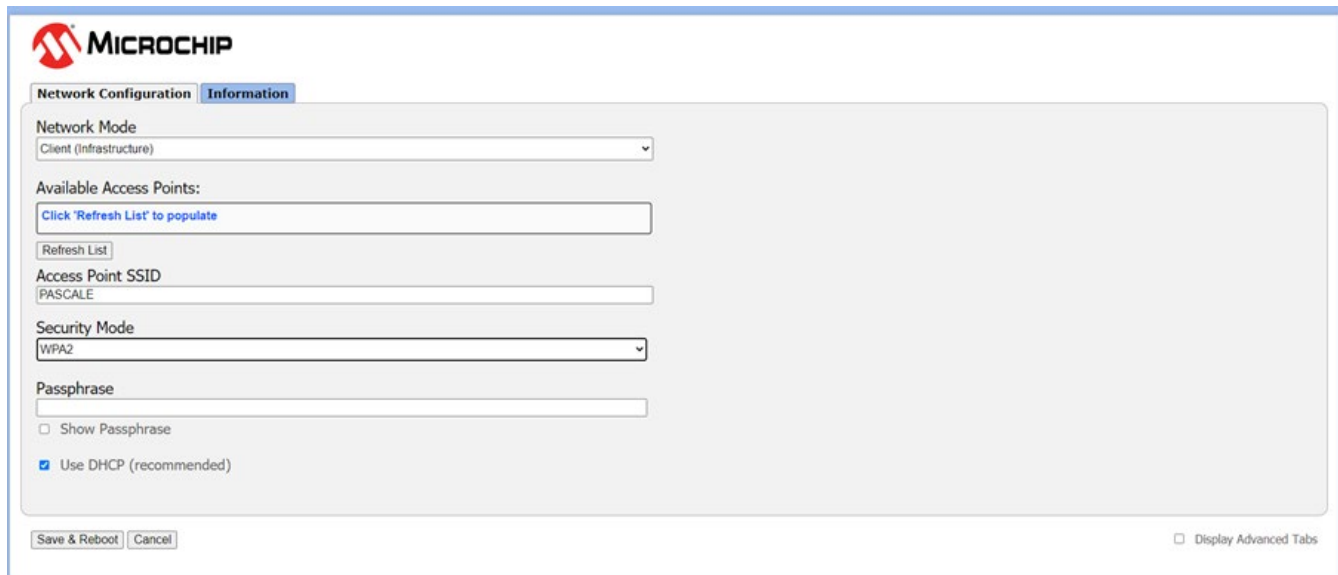 MICROCHIP
Network Configuration Information
Network Mode
Client (Infrastructure)
Available Access Points:
Click 'Refresh List' to populate
Refresh List
Access Point SSID
PASCALE
Security Mode
WPA2
Passphrase
Show Passphrase
Use DHCP (recommended)
Save & Reboot Cancel Display Advanced Tabs